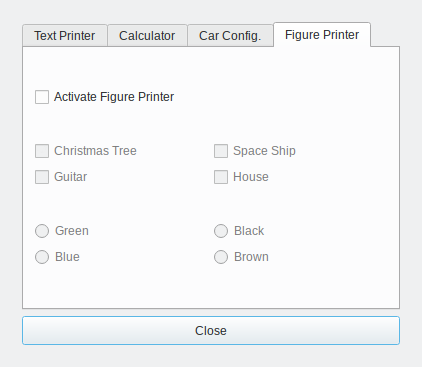 Text Printer Calculator Car Config. Figure Printer
Activate Figure Printer
Christmas Tree Space Ship
Guitar House
Green Black
Blue Brown
Close